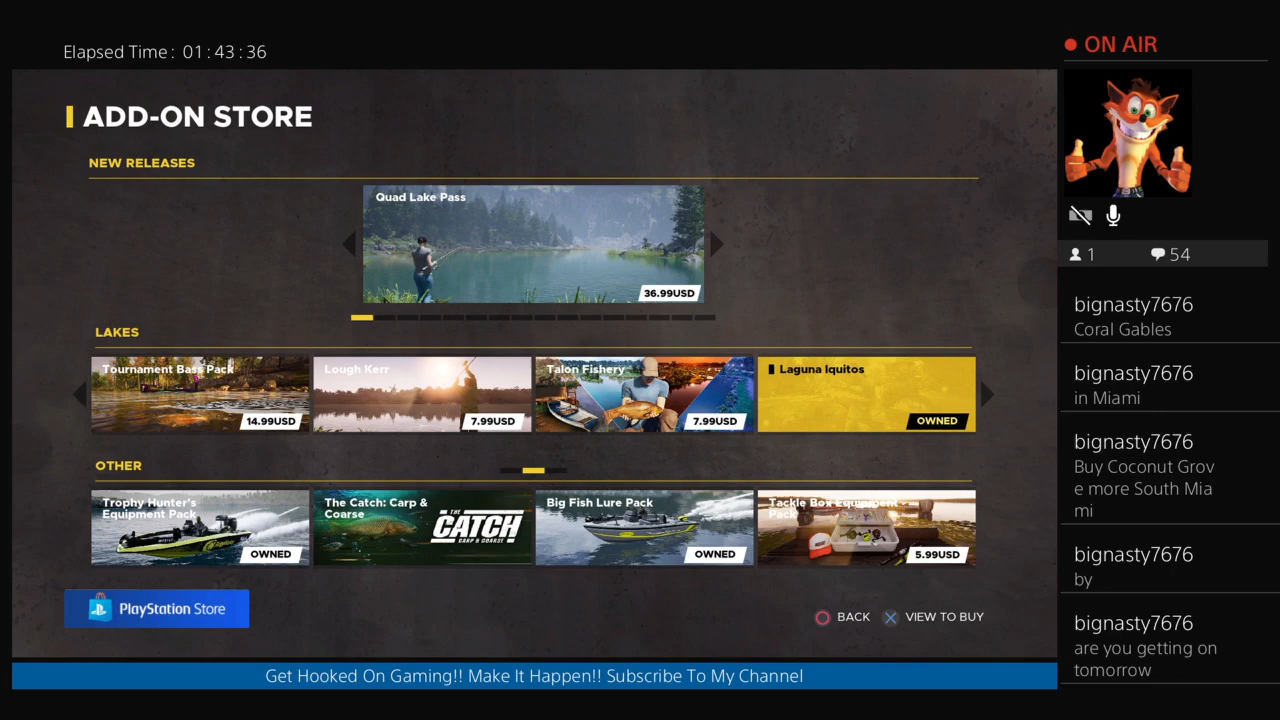 Elapsed Time: 01:43:36
ON AIR
ADD-ON STORE
NEW RELEASES
Quad Lake Pass
36.99USD
LAKES
Tournament Bass Pack
14.99USD
Lough Kerr
7.99USD
Talon Fishery
7.99USD
Laguna Iquitos
OWNED
OTHER
Trophy Hunter's
Equipment Pack
OWNED
The Catch: Carp &
Coarse
THE
CATCH
CARP & COARSE
Big Fish Lure Pack
OWNED
Tackle Box Equipment
Pack
5.99USD
PlayStation Store
BACK
VIEW TO BUY
Get Hooked On Gaming!! Make It Happen!! Subscribe To My Channel
1
54
bignasty7676
Coral Gables
bignasty7676
in Miami
bignasty7676
Buy Coconut Grov
e more South Mia
mi
bignasty7676
by
bignasty7676
are you getting on
tomorrow